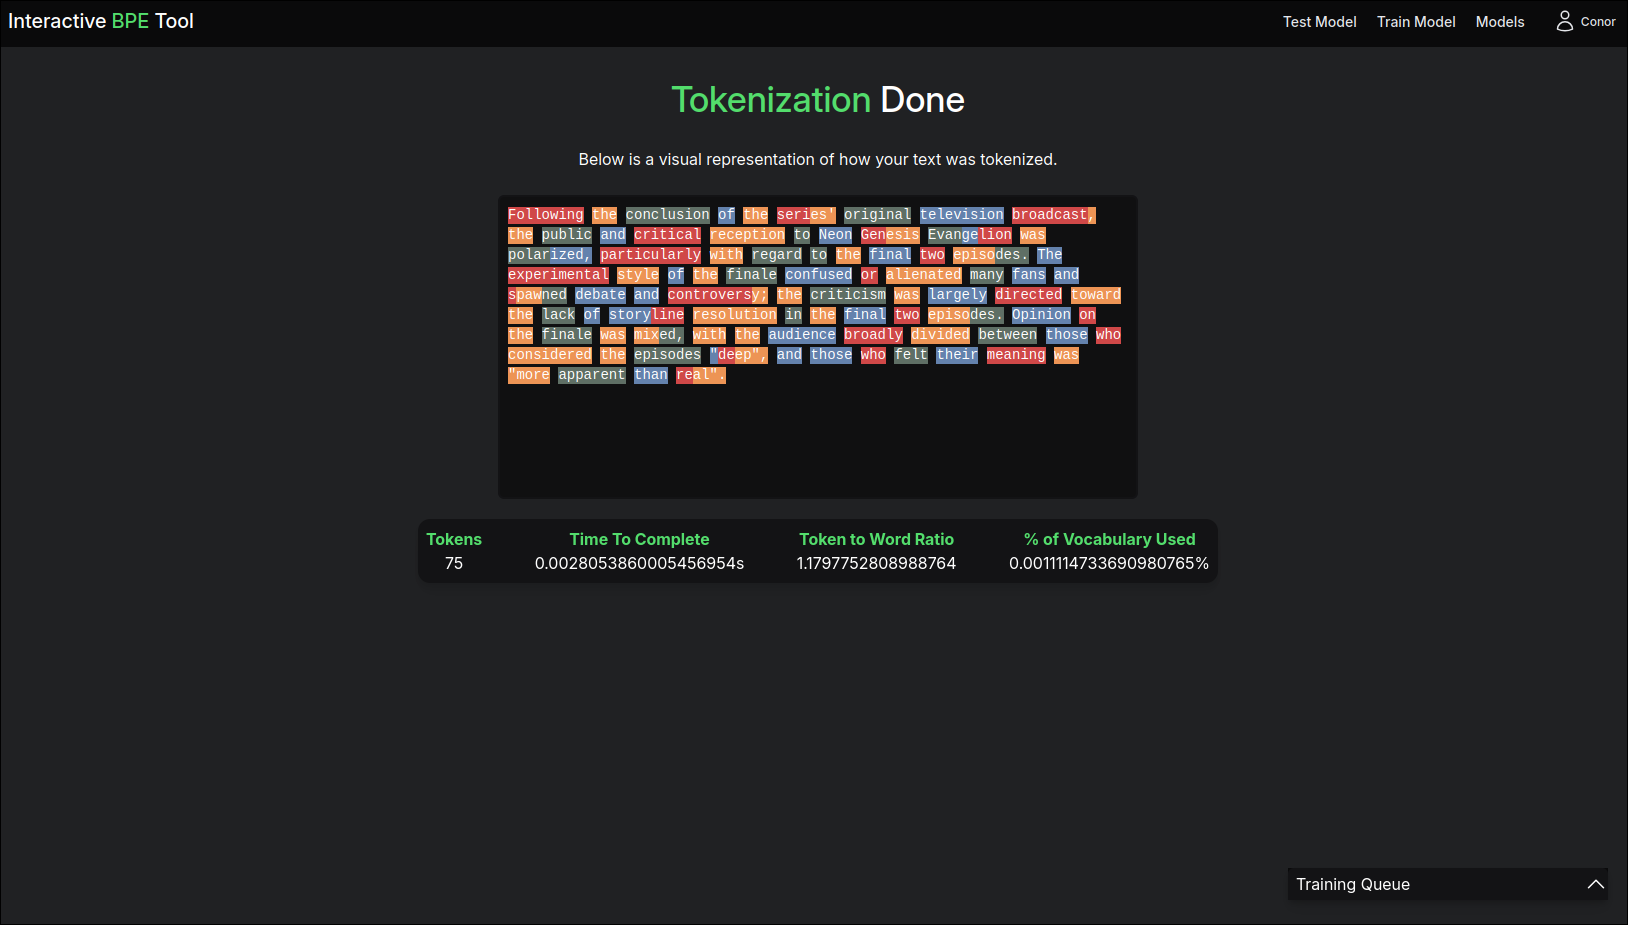 Interactive BPE Tool
Test Model
Train Model
Models
Conor
Tokenization Done
Below is a visual representation of how your text was tokenized.
Following the conclusion of the series' original television broadcast,
the public and critical reception to Neon Genesis Evangelion was
polarized, particularly with regard to the final two episodes. The
experimental style of the finale confused or alienated many fans and
spawned debate and controversy; the criticism was largely directed toward
the lack of storyline resolution in the final two episodes. Opinion on
the finale was mixed, with the audience broadly divided between those who
considered the episodes "deep", and those who felt their meaning was
"more apparent than real".
Tokens
Time To Complete
Token to Word Ratio
% of Vocabulary Used
75
0.0028053860005456954s
1.1797752808988764
0.0011114733690980765%
Training Queue